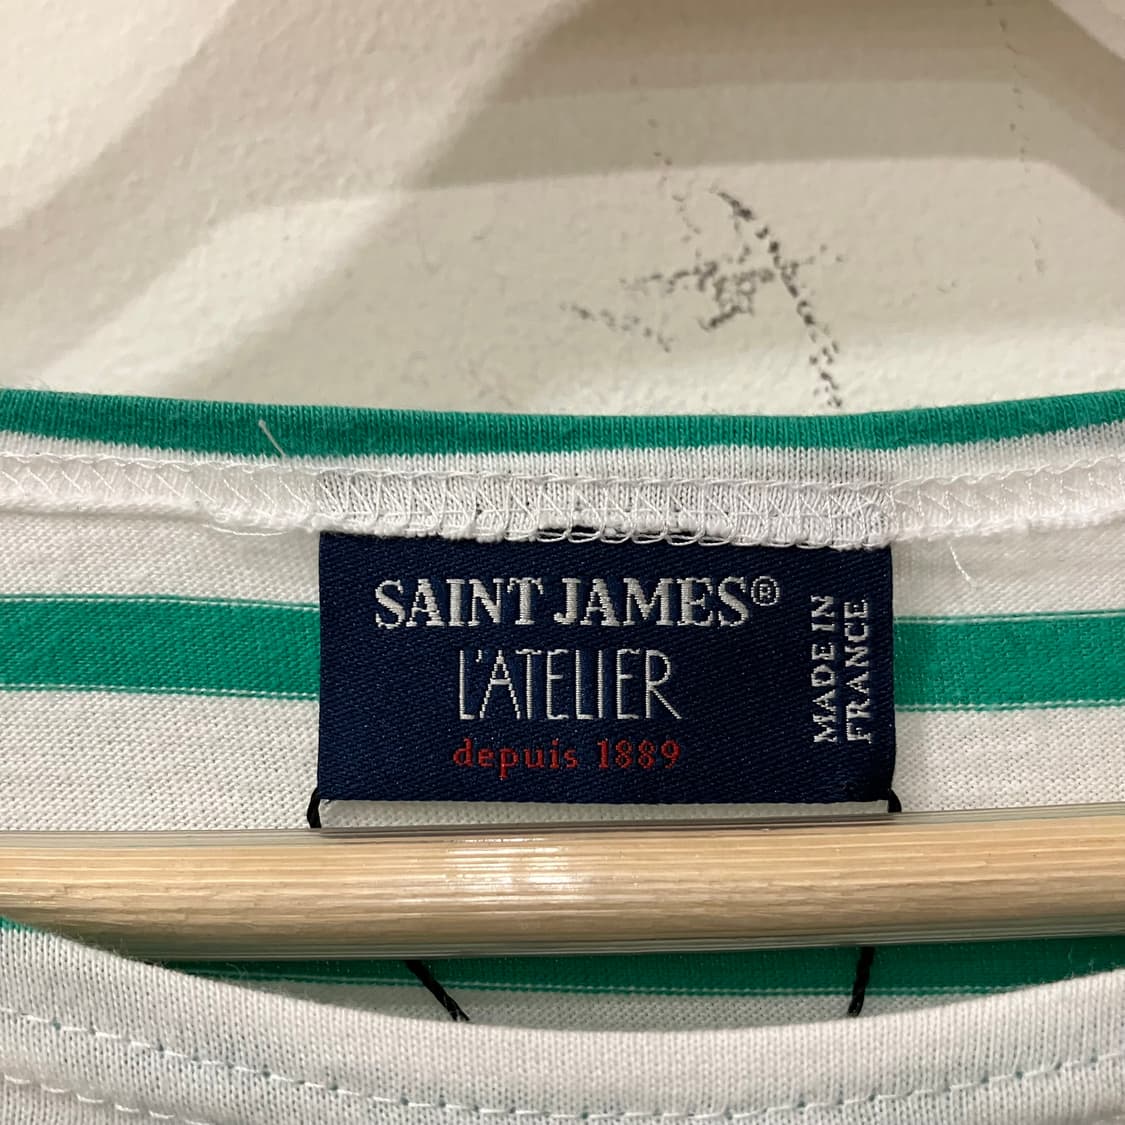 SAINT JAMES®
L'ATELIER
depuis 1889
MADE IN
FRANCE